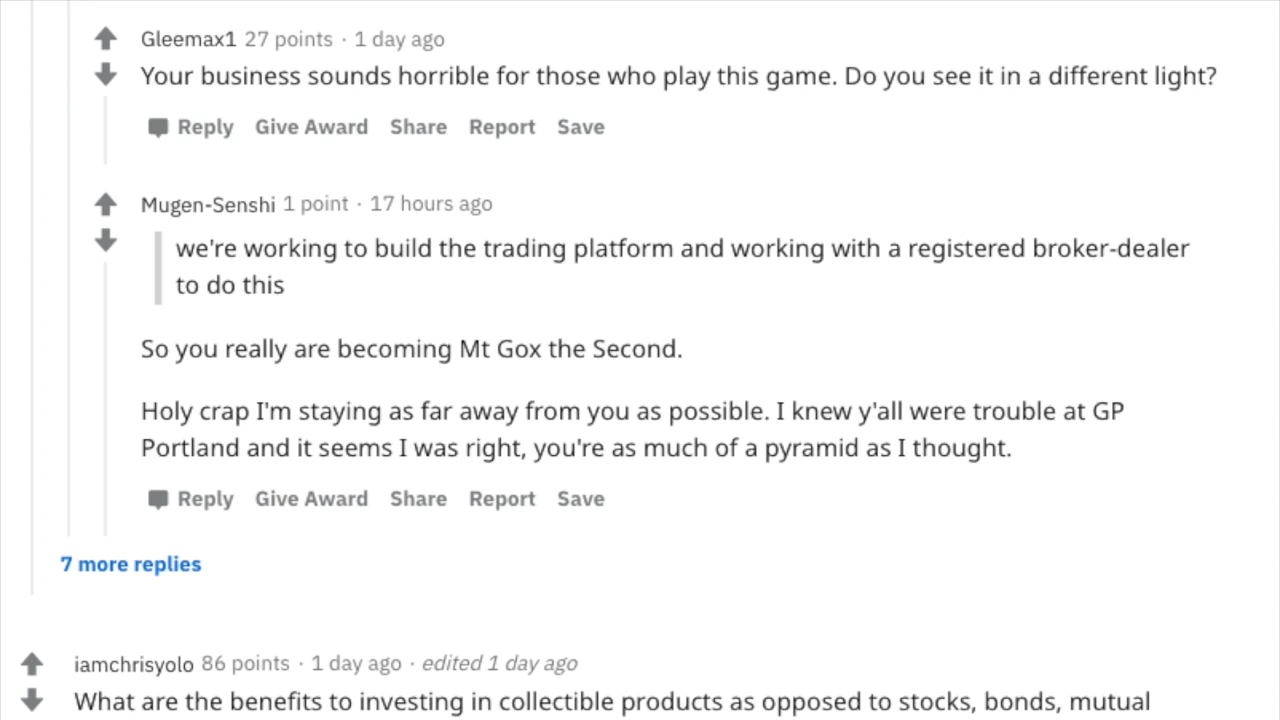 Gleemax1 27 points · 1 day ago
Your business sounds horrible for those who play this game. Do you see it in a different light?
Reply Give Award Share Report Save
Mugen-Senshi 1 point · 17 hours ago
we're working to build the trading platform and working with a registered broker-dealer
to do this
So you really are becoming Mt Gox the Second.
Holy crap I'm staying as far away from you as possible. I knew y'all were trouble at GP
Portland and it seems I was right, you're as much of a pyramid as I thought.
Reply Give Award Share Report Save
7 more replies
iamchrisyolo 86 points · 1 day ago · edited 1 day ago
What are the benefits to investing in collectible products as opposed to stocks, bonds, mutual